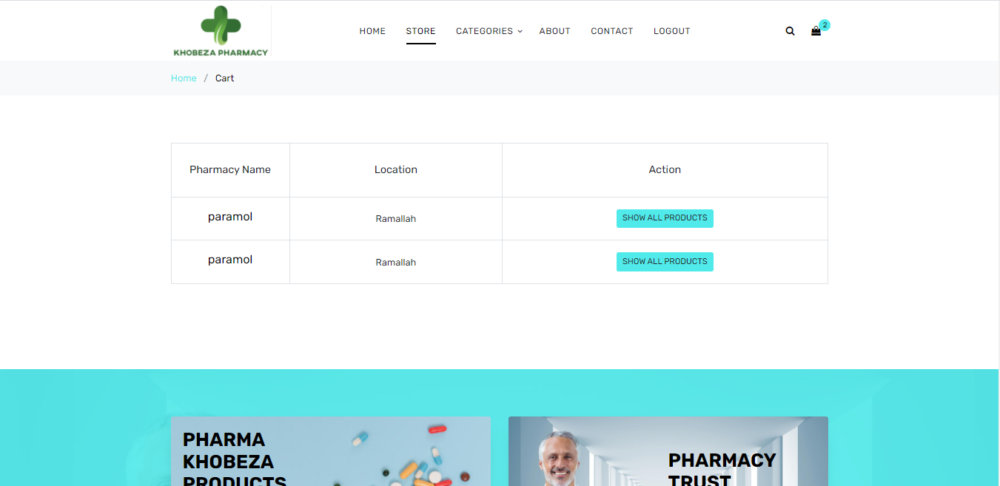 KHOBEZA PHARMACY
HOME STORE CATEGORIES ABOUT CONTACT LOGOUT
2
Home / Cart
Pharmacy Name Location Action
paramol Ramallah SHOW ALL PRODUCTS
paramol Ramallah SHOW ALL PRODUCTS
PHARMA
KHOBEZA
PRODUCTS
PHARMACY
TRUST